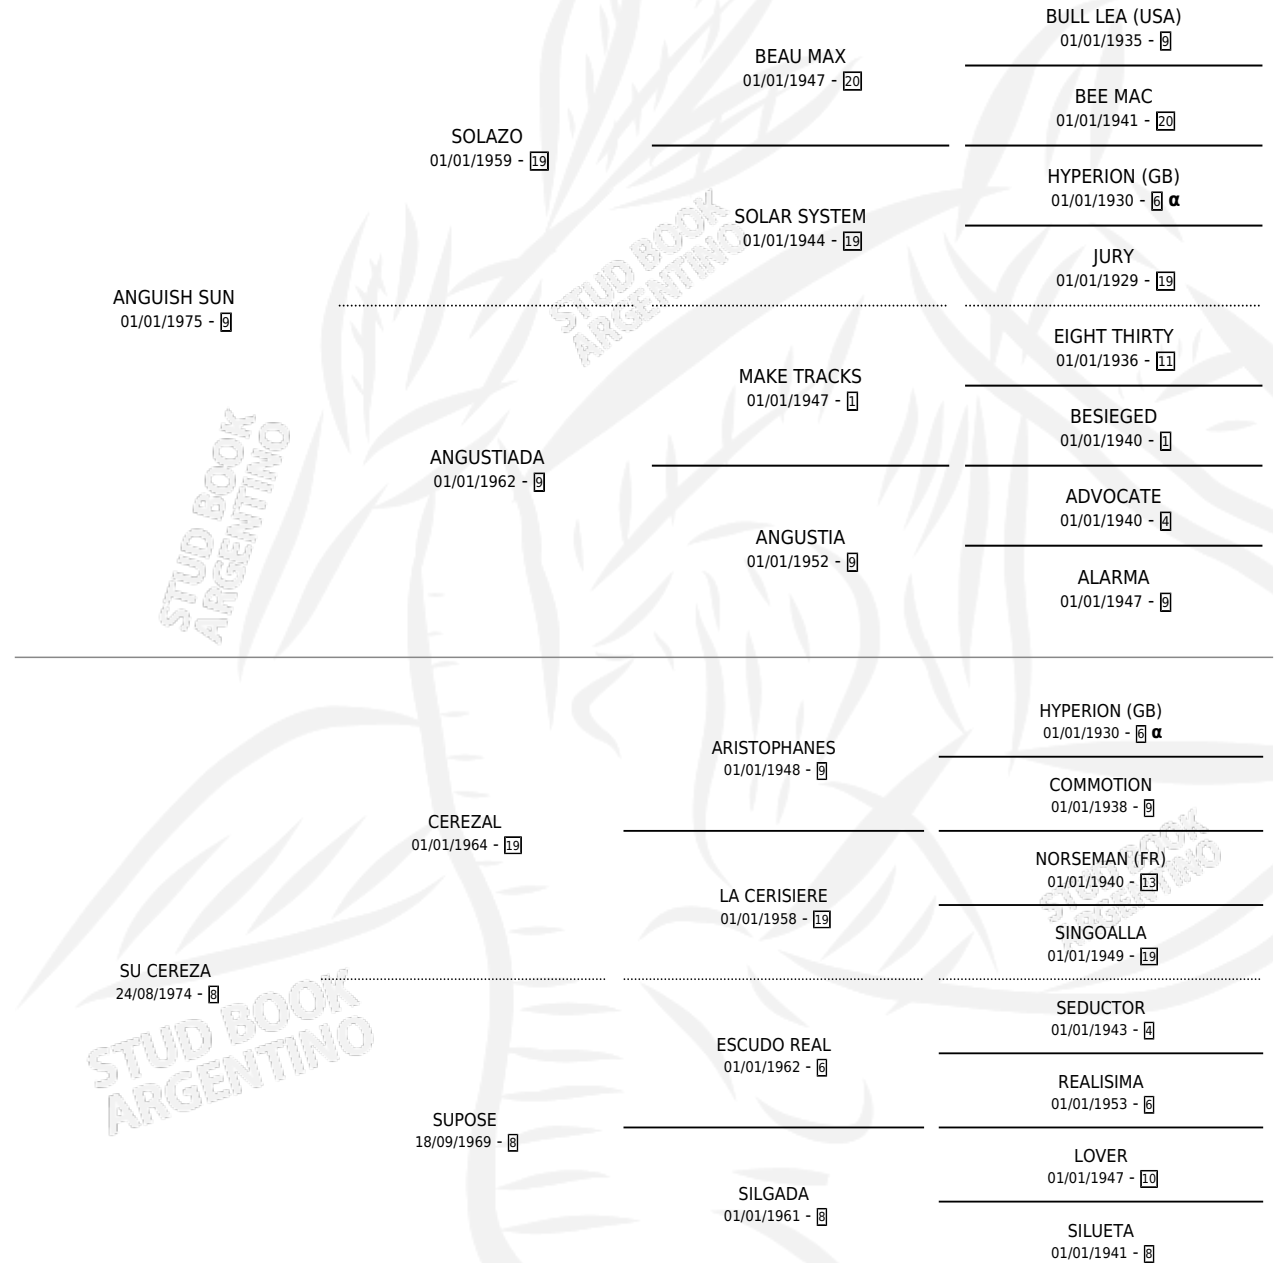 BULL LEA (USA)
01/01/1935 - 9
BEAU MAX
01/01/1947 - 20
BEE MAC
01/01/1941 - 20
SOLAZO
01/01/1959 - 19
HYPERION (GB)
01/01/1930 - 6 α
SOLAR SYSTEM
01/01/1944 - 19
JURY
01/01/1929 - 19
ANGUISH SUN
01/01/1975 - 9
EIGHT THIRTY
01/01/1936 - 11
MAKE TRACKS
01/01/1947 - 1
BESIEGED
01/01/1940 - 1
ANGUSTIADA
01/01/1962 - 9
ADVOCATE
01/01/1940 - 4
ANGUSTIA
01/01/1952 - 9
ALARMA
01/01/1947 - 9
HYPERION (GB)
01/01/1930 - 6 α
ARISTOPHANES
01/01/1948 - 9
COMMOTION
01/01/1938 - 9
CEREZAL
01/01/1964 - 19
NORSEMAN (FR)
01/01/1940 - 13
LA CERISIERE
01/01/1958 - 19
SINGOALLA
01/01/1949 - 19
SU CEREZA
24/08/1974 - 8
SEDUCTOR
01/01/1943 - 4
ESCUDO REAL
01/01/1962 - 6
REALISIMA
01/01/1953 - 6
SUPOSE
18/09/1969 - 8
LOVER
01/01/1947 - 10
SILGADA
01/01/1961 - 8
SILUETA
01/01/1941 - 8
STUD BOOK
ARGENTINO
STUD BOOK
ARGENTINO
STUD BOOK
ARGENTINO
STUD BOOK
ARGENTINO